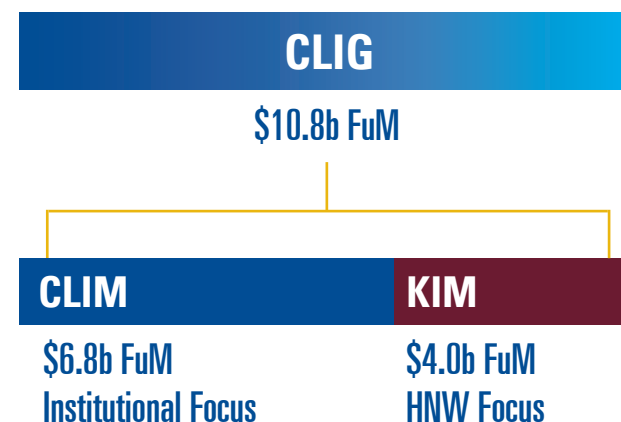 CLIG
$10.8b FuM
CLIM
KIM
$6.8b FuM
$4.0b FuM
Institutional Focus
HNW Focus